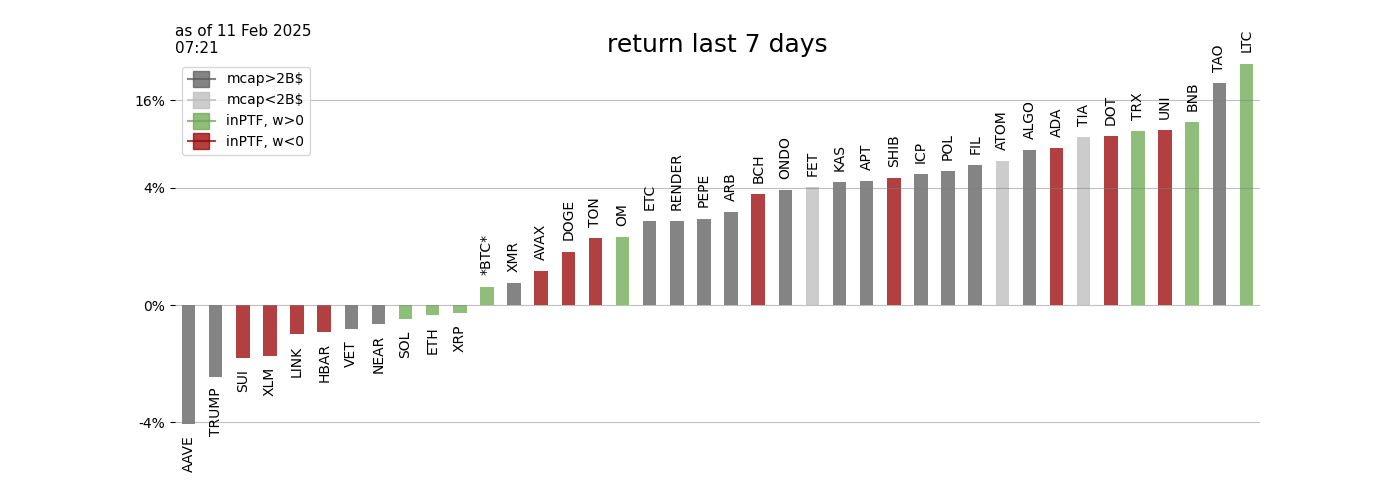 as of 11 Feb 2025
07:21
return last 7 days
mcap>2B$
mcap<2B$
inPTF, w>0
inPTF, w<0
16%
4%
0%
-4%
AAVE
TRUMP
SUI
XLM
LINK
HBAR
VET
NEAR
SOL
ETH
XRP
*BTC*
XMR
AVAX
DOGE
TON
OM
ETC
RENDER
PEPE
ARB
BCH
ONDO
FET
KAS
APT
SHIB
ICP
POL
FIL
ATOM
ALGO
ADA
TIA
DOT
TRX
UNI
BNB
TAO
LTC